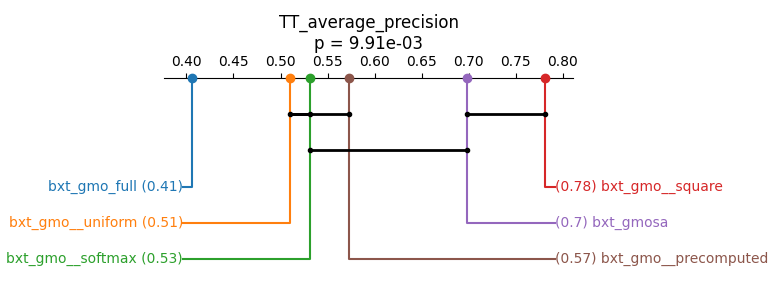 TT_average_precision
p = 9.91e-03
0.40 0.45 0.50 0.55 0.60 0.65 0.70 0.75 0.80
bxt_gmo_full (0.41) (0.78) bxt_gmo__square
bxt_gmo__uniform (0.51) (0.7) bxt_gmosa
bxt_gmo__softmax (0.53) (0.57) bxt_gmo__precomputed